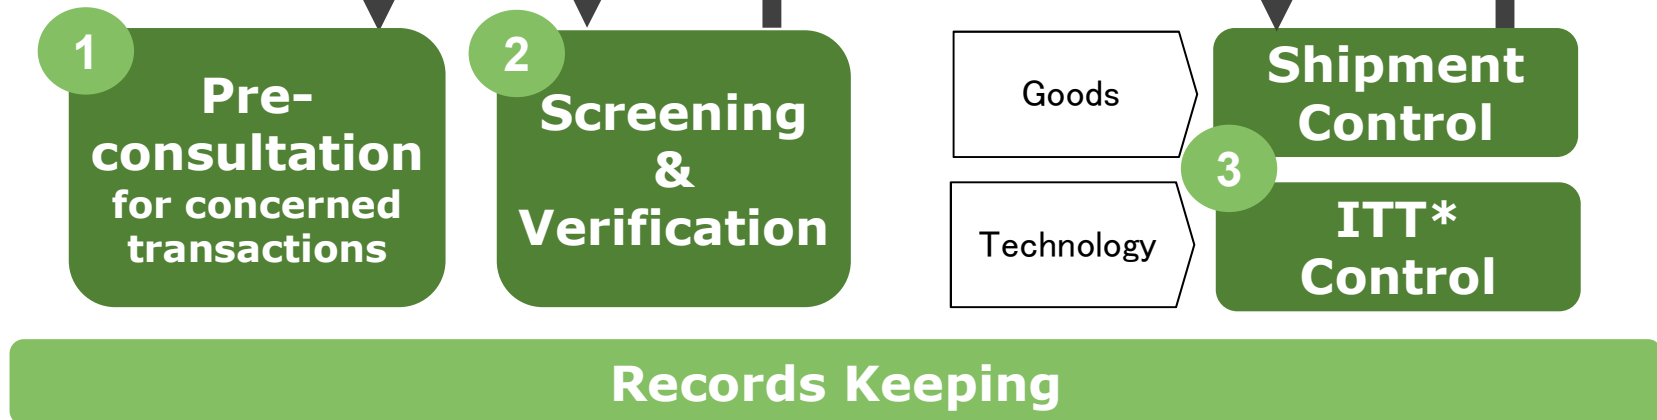 1
Pre-
consultation
for concerned
transactions
2
Screening
&
Verification
Goods
Shipment
Control
3
Technology
ITT*
Control
Records Keeping